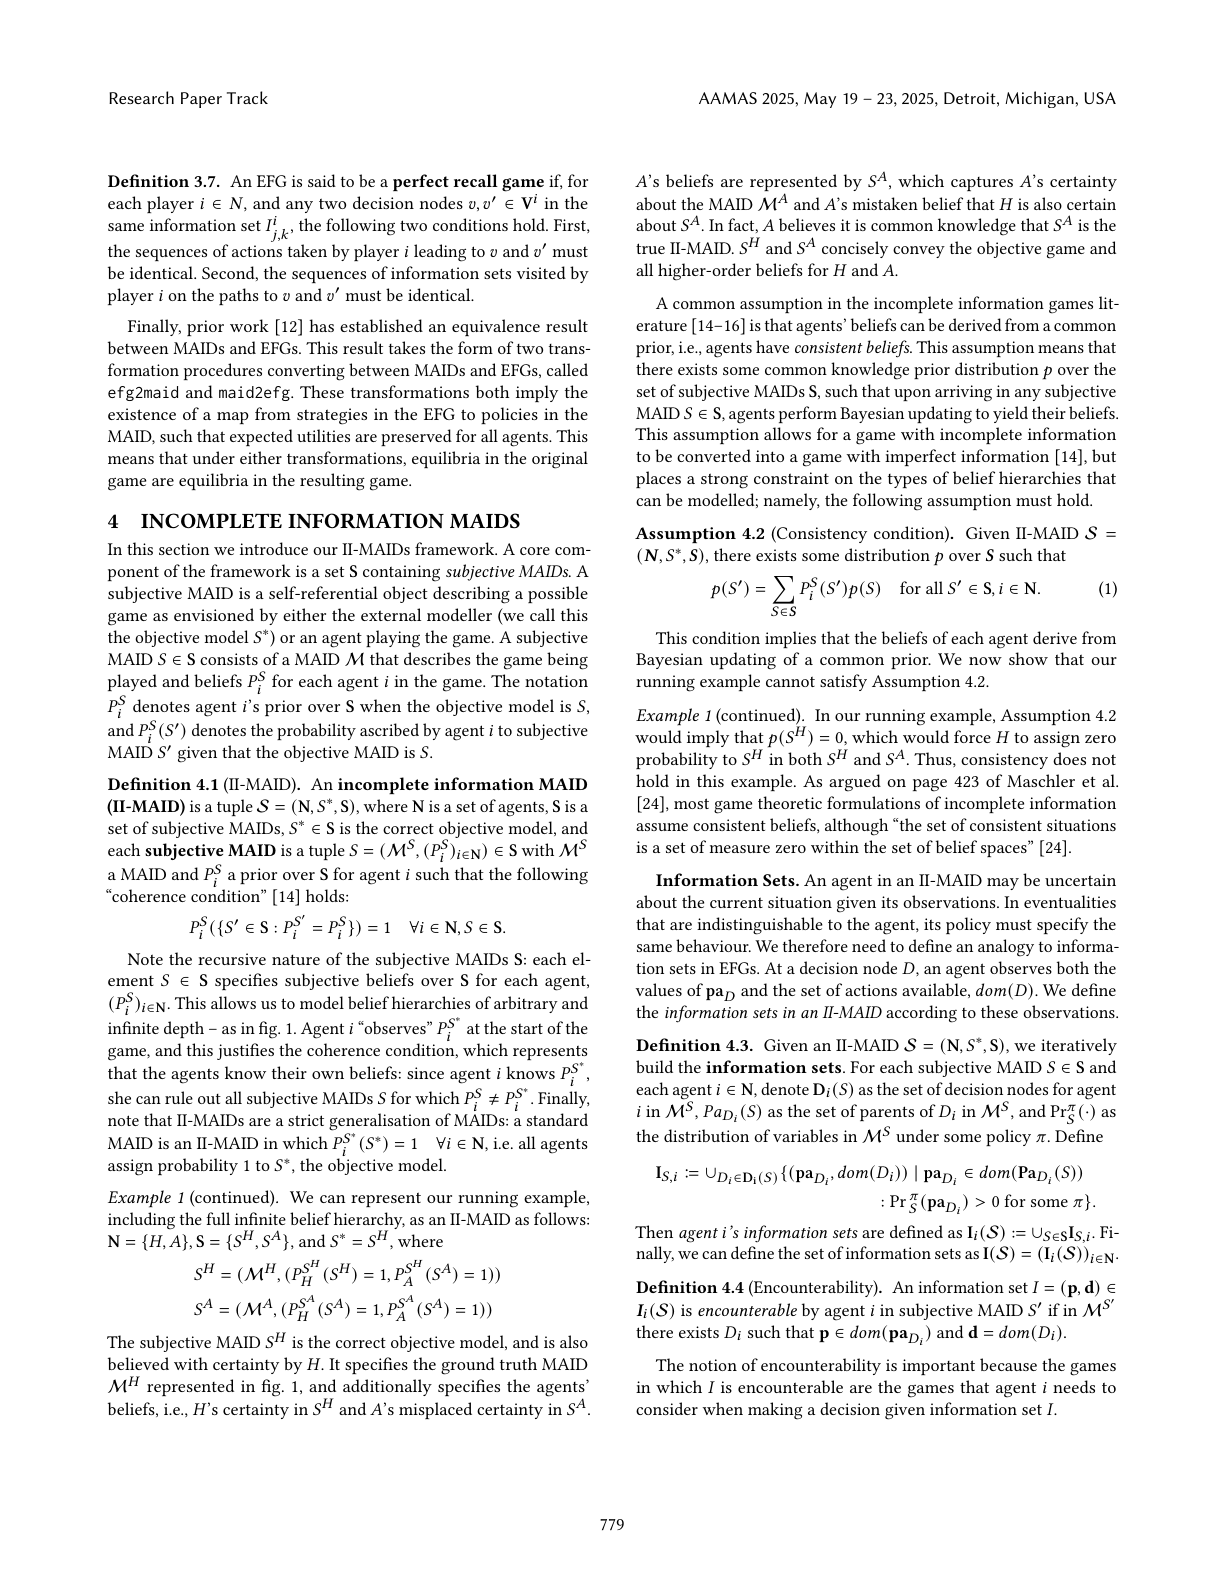 Research Paper Track
AAMAS 2025, May 19 – 23, 2025, Detroit, Michigan, USA
Definition 3.7. An EFG is said to be a perfect recall game if, for
each player i ∈ N, and any two decision nodes v, v′ ∈ V^i in the
same information set I^i_{j,k}, the following two conditions hold. First,
the sequences of actions taken by player i leading to v and v′ must
be identical. Second, the sequences of information sets visited by
player i on the paths to v and v′ must be identical.
Finally, prior work [12] has established an equivalence result
between MAIDs and EFGs. This result takes the form of two trans-
formation procedures converting between MAIDs and EFGs, called
efg2maid and maid2efg. These transformations both imply the
existence of a map from strategies in the EFG to policies in the
MAID, such that expected utilities are preserved for all agents. This
means that under either transformations, equilibria in the original
game are equilibria in the resulting game.
4 INCOMPLETE INFORMATION MAIDS
In this section we introduce our II-MAIDs framework. A core com-
ponent of the framework is a set S containing subjective MAIDs. A
subjective MAID is a self-referential object describing a possible
game as envisioned by either the external modeller (we call this
the objective model S*) or an agent playing the game. A subjective
MAID S ∈ S consists of a MAID M that describes the game being
played and beliefs P_i^S for each agent i in the game. The notation
P_i^S denotes agent i's prior over S when the objective model is S,
and P_i^S(S′) denotes the probability ascribed by agent i to subjective
MAID S′ given that the objective MAID is S.
Definition 4.1 (II-MAID). An incomplete information MAID
(II-MAID) is a tuple S = (N, S*, S), where N is a set of agents, S is a
set of subjective MAIDs, S* ∈ S is the correct objective model, and
each subjective MAID is a tuple S = (M^S, (P_i^S)_{i∈N}) ∈ S with M^S
a MAID and P_i^S a prior over S for agent i such that the following
“coherence condition” [14] holds:
P_i^S({S′ ∈ S : P_i^{S′} = P_i^S}) = 1 ∀i ∈ N, S ∈ S.
Note the recursive nature of the subjective MAIDs S: each el-
ement S ∈ S specifies subjective beliefs over S for each agent,
(P_i^S)_{i∈N}. This allows us to model belief hierarchies of arbitrary and
infinite depth – as in fig. 1. Agent i “observes” P_i^{S*} at the start of the
game, and this justifies the coherence condition, which represents
that the agents know their own beliefs: since agent i knows P_i^{S*},
she can rule out all subjective MAIDs S for which P_i^S ≠ P_i^{S*}. Finally,
note that II-MAIDs are a strict generalisation of MAIDs: a standard
MAID is an II-MAID in which P_i^{S*}(S*) = 1 ∀i ∈ N, i.e. all agents
assign probability 1 to S*, the objective model.
Example 1 (continued). We can represent our running example,
including the full infinite belief hierarchy, as an II-MAID as follows:
N = {H, A}, S = {S^H, S^A}, and S* = S^H, where
S^H = (M^H, (P_H^{S^H}(S^H) = 1, P_A^{S^H}(S^A) = 1))
S^A = (M^A, (P_H^{S^A}(S^A) = 1, P_A^{S^A}(S^A) = 1))
The subjective MAID S^H is the correct objective model, and is also
believed with certainty by H. It specifies the ground truth MAID
M^H represented in fig. 1, and additionally specifies the agents'
beliefs, i.e., H's certainty in S^H and A's misplaced certainty in S^A.
A's beliefs are represented by S^A, which captures A's certainty
about the MAID M^A and A's mistaken belief that H is also certain
about S^A. In fact, A believes it is common knowledge that S^A is the
true II-MAID. S^H and S^A concisely convey the objective game and
all higher-order beliefs for H and A.
A common assumption in the incomplete information games lit-
erature [14–16] is that agents' beliefs can be derived from a common
prior, i.e., agents have consistent beliefs. This assumption means that
there exists some common knowledge prior distribution p over the
set of subjective MAIDs S, such that upon arriving in any subjective
MAID S ∈ S, agents perform Bayesian updating to yield their beliefs.
This assumption allows for a game with incomplete information
to be converted into a game with imperfect information [14], but
places a strong constraint on the types of belief hierarchies that
can be modelled; namely, the following assumption must hold.
Assumption 4.2 (Consistency condition). Given II-MAID S =
(N, S*, S), there exists some distribution p over S such that
p(S′) = ∑_{S∈S} P_i^S(S′)p(S) for all S′ ∈ S, i ∈ N. (1)
This condition implies that the beliefs of each agent derive from
Bayesian updating of a common prior. We now show that our
running example cannot satisfy Assumption 4.2.
Example 1 (continued). In our running example, Assumption 4.2
would imply that p(S^H) = 0, which would force H to assign zero
probability to S^H in both S^H and S^A. Thus, consistency does not
hold in this example. As argued on page 423 of Maschler et al.
[24], most game theoretic formulations of incomplete information
assume consistent beliefs, although “the set of consistent situations
is a set of measure zero within the set of belief spaces” [24].
Information Sets. An agent in an II-MAID may be uncertain
about the current situation given its observations. In eventualities
that are indistinguishable to the agent, its policy must specify the
same behaviour. We therefore need to define an analogy to informa-
tion sets in EFGs. At a decision node D, an agent observes both the
values of pa_D and the set of actions available, dom(D). We define
the information sets in an II-MAID according to these observations.
Definition 4.3. Given an II-MAID S = (N, S*, S), we iteratively
build the information sets. For each subjective MAID S ∈ S and
each agent i ∈ N, denote D_i(S) as the set of decision nodes for agent
i in M^S, Pa_{D_i}(S) as the set of parents of D_i in M^S, and Pr_S^π(·) as
the distribution of variables in M^S under some policy π. Define
I_{S,i} := ∪_{D_i∈D_i(S)} {(pa_{D_i}, dom(D_i)) | pa_{D_i} ∈ dom(Pa_{D_i}(S))
: Pr_S^π(pa_{D_i}) > 0 for some π}.
Then agent i's information sets are defined as I_i(S) := ∪_{S∈S} I_{S,i}. Fi-
nally, we can define the set of information sets as I(S) = (I_i(S))_{i∈N}.
Definition 4.4 (Encounterability). An information set I = (p, d) ∈
I_i(S) is encounterable by agent i in subjective MAID S′ if in M^{S′}
there exists D_i such that p ∈ dom(pa_{D_i}) and d = dom(D_i).
The notion of encounterability is important because the games
in which I is encounterable are the games that agent i needs to
consider when making a decision given information set I.
779